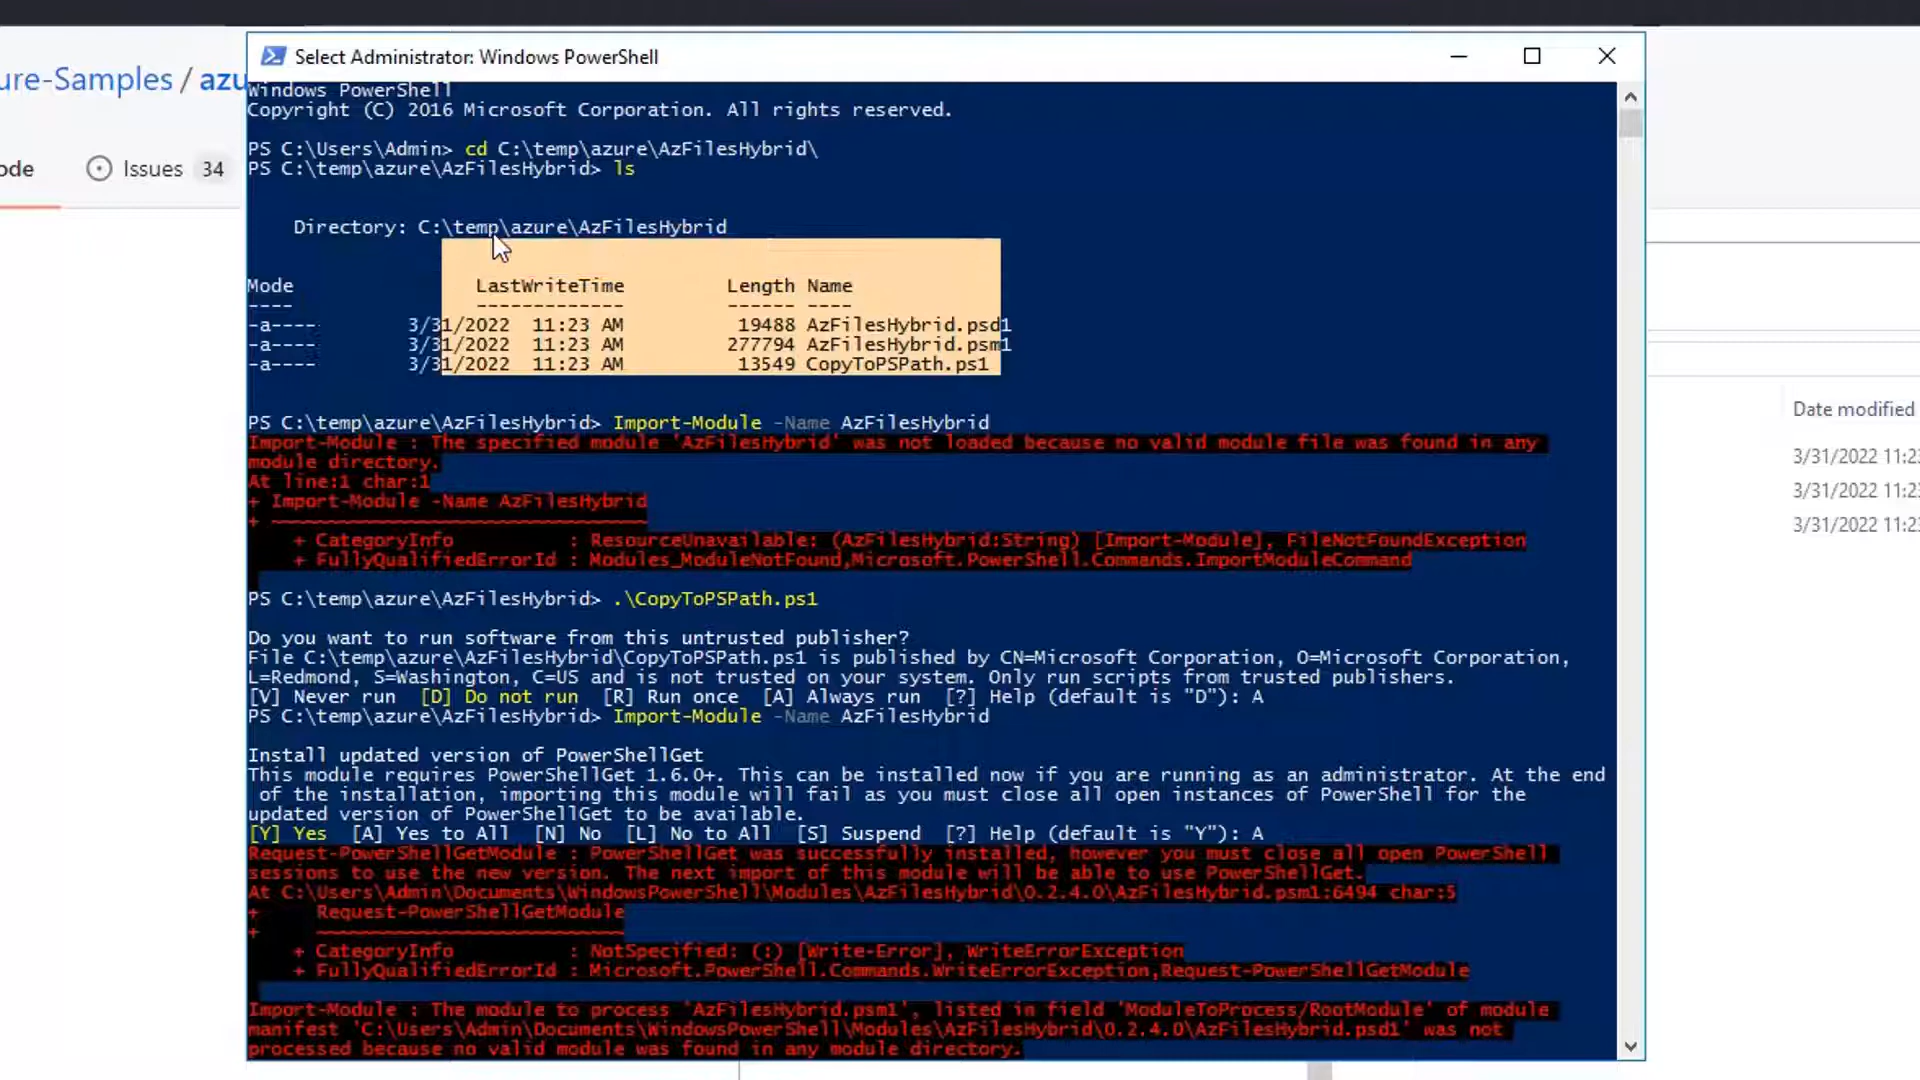 Select Administrator: Windows PowerShell
ure-Samples / azu
ode
Issues 34
Windows PowerShell
Copyright (C) 2016 Microsoft Corporation. All rights reserved.
PS C:\Users\Admin> cd C:\temp\azure\AzFilesHybrid\
PS C:\temp\azure\AzFilesHybrid> ls
Directory: C:\temp\azure\AzFilesHybrid
Mode LastWriteTime Length Name
---- ------------- ------ ----
-a---- 3/31/2022 11:23 AM 19488 AzFilesHybrid.psd1
-a---- 3/31/2022 11:23 AM 277794 AzFilesHybrid.psm1
-a---- 3/31/2022 11:23 AM 13549 CopyToPSPath.ps1
PS C:\temp\azure\AzFilesHybrid> Import-Module -Name AzFilesHybrid
Import-Module : The specified module 'AzFilesHybrid' was not loaded because no valid module file was found in any
module directory.
At line:1 char:1
+ Import-Module -Name AzFilesHybrid
+ ~~~~~~~~~~~~~~~~~~~~~~~~~~~~~~~~~
+ CategoryInfo : ResourceUnavailable: (AzFilesHybrid:String) [Import-Module], FileNotFoundException
+ FullyQualifiedErrorId : Modules_ModuleNotFound,Microsoft.PowerShell.Commands.ImportModuleCommand
PS C:\temp\azure\AzFilesHybrid> .\CopyToPSPath.ps1
Do you want to run software from this untrusted publisher?
File C:\temp\azure\AzFilesHybrid\CopyToPSPath.ps1 is published by CN=Microsoft Corporation, O=Microsoft Corporation,
L=Redmond, S=Washington, C=US and is not trusted on your system. Only run scripts from trusted publishers.
[V] Never run [D] Do not run [R] Run once [A] Always run [?] Help (default is "D"): A
PS C:\temp\azure\AzFilesHybrid> Import-Module -Name AzFilesHybrid
Install updated version of PowerShellGet
This module requires PowerShellGet 1.6.0+. This can be installed now if you are running as an administrator. At the end
of the installation, importing this module will fail as you must close all open instances of PowerShell for the
updated version of PowerShellGet to be available.
[Y] Yes [A] Yes to All [N] No [L] No to All [S] Suspend [?] Help (default is "Y"): A
Request-PowerShellGetModule : PowerShellGet was successfully installed, however you must close all open PowerShell
sessions to use the new version. The next import of this module will be able to use PowerShellGet.
At C:\Users\Admin\Documents\WindowsPowerShell\Modules\AzFilesHybrid\0.2.4.0\AzFilesHybrid.psm1:6494 char:5
+ Request-PowerShellGetModule
+ ~~~~~~~~~~~~~~~~~~~~~~~~~~~
+ CategoryInfo : NotSpecified: (:) [Write-Error], WriteErrorException
+ FullyQualifiedErrorId : Microsoft.PowerShell.Commands.WriteErrorException,Request-PowerShellGetModule
Import-Module : The module to process 'AzFilesHybrid.psm1', listed in field 'ModuleToProcess/RootModule' of module
manifest 'C:\Users\Admin\Documents\WindowsPowerShell\Modules\AzFilesHybrid\0.2.4.0\AzFilesHybrid.psd1' was not
processed because no valid module was found in any module directory.
Date modified
3/31/2022 11:23
3/31/2022 11:23
3/31/2022 11:23